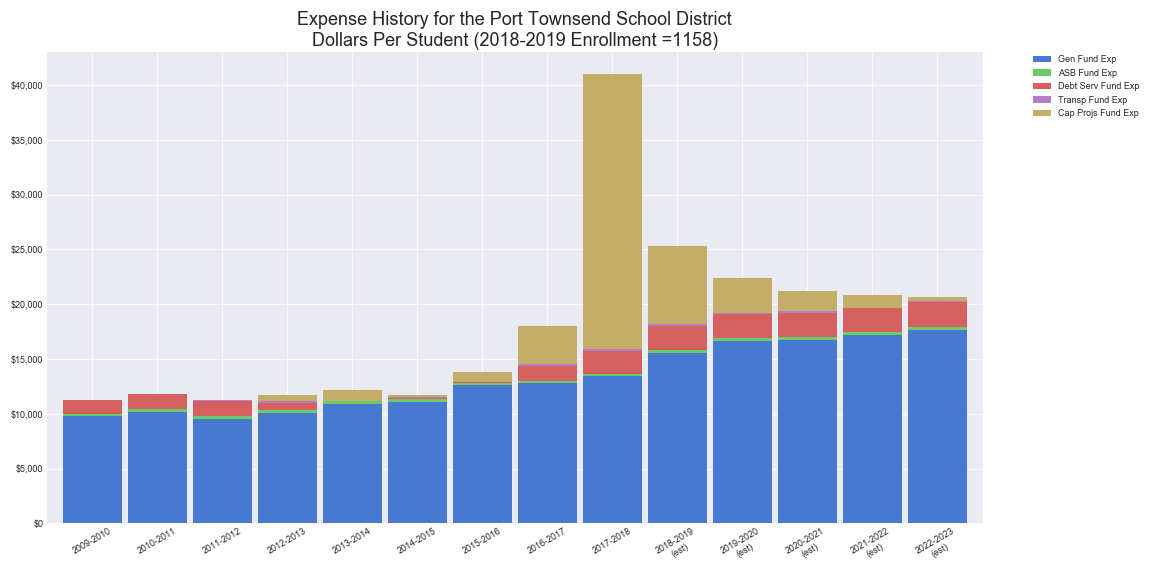 Expense History for the Port Townsend School District
Dollars Per Student (2018-2019 Enrollment =1158)
Gen Fund Exp
ASB Fund Exp
Debt Serv Fund Exp
Transp Fund Exp
Cap Projs Fund Exp
$40,000
$35,000
$30,000
$25,000
$20,000
$15,000
$10,000
$5,000
$0
2009-2010
2010-2011
2011-2012
2012-2013
2013-2014
2014-2015
2015-2016
2016-2017
2017-2018
2018-2019
(est)
2019-2020
(est)
2020-2021
(est)
2021-2022
(est)
2022-2023
(est)